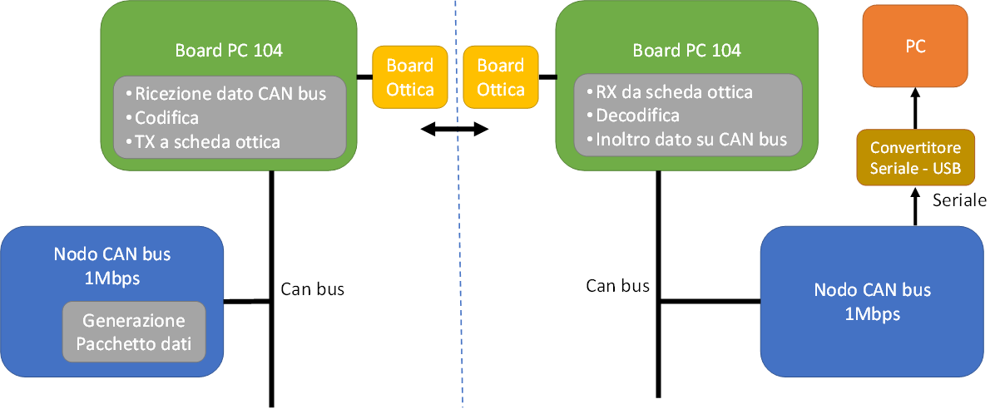 Board PC 104
• Ricezione dato CAN bus
• Codifica
• TX a scheda ottica
Board
Ottica
Board
Ottica
Board PC 104
• RX da scheda ottica
• Decodifica
• Inoltro dato su CAN bus
PC
Convertitore
Seriale - USB
Seriale
Nodo CAN bus
1Mbps
Generazione
Pacchetto dati
Can bus
Can bus
Nodo CAN bus
1Mbps